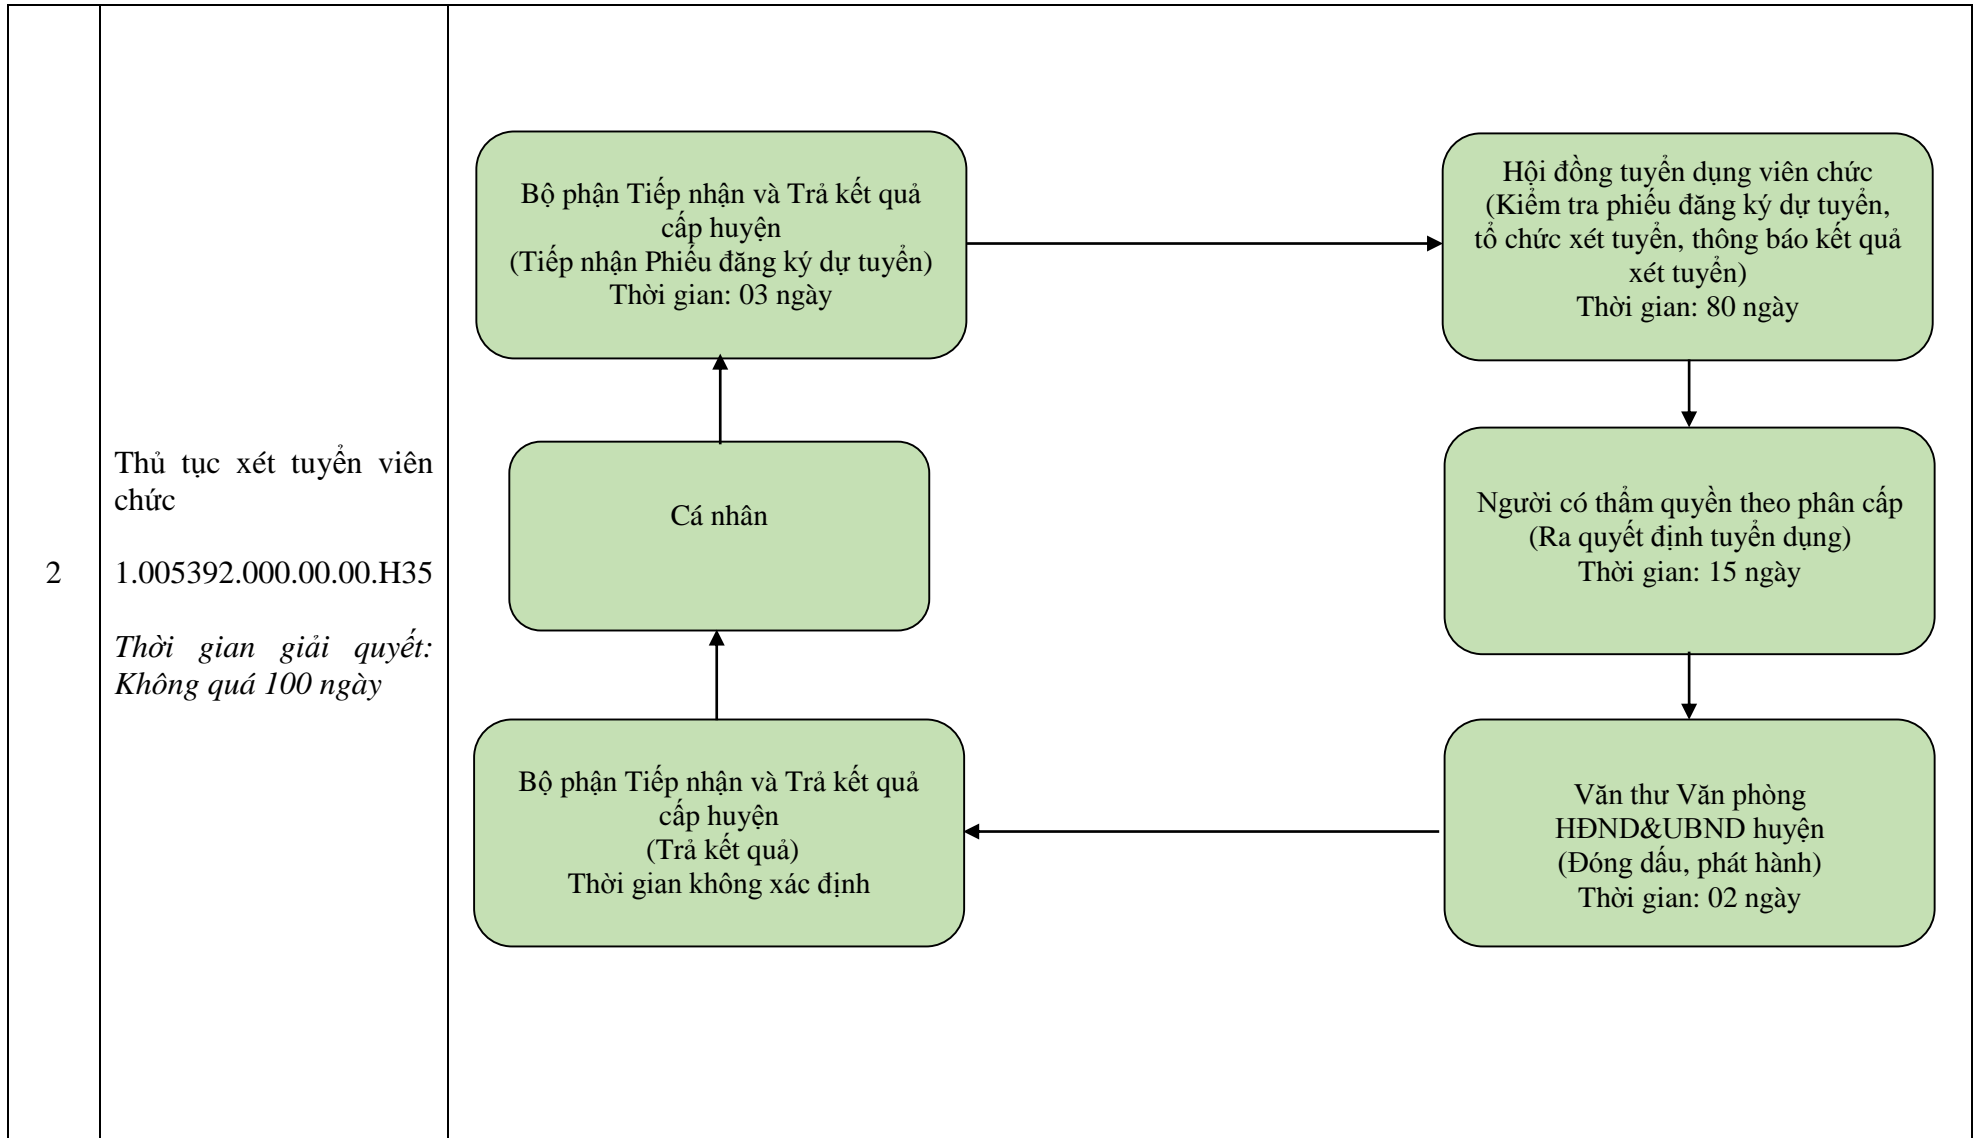 2
Thủ tục xét tuyển viên
chức
1.005392.000.00.00.H35
Thời gian giải quyết:
Không quá 100 ngày
Bộ phận Tiếp nhận và Trả kết quả
cấp huyện
(Tiếp nhận Phiếu đăng ký dự tuyển)
Thời gian: 03 ngày
Hội đồng tuyển dụng viên chức
(Kiểm tra phiếu đăng ký dự tuyển,
tổ chức xét tuyển, thông báo kết quả
xét tuyển)
Thời gian: 80 ngày
Cá nhân
Người có thẩm quyền theo phân cấp
(Ra quyết định tuyển dụng)
Thời gian: 15 ngày
Bộ phận Tiếp nhận và Trả kết quả
cấp huyện
(Trả kết quả)
Thời gian không xác định
Văn thư Văn phòng
HĐND&UBND huyện
(Đóng dấu, phát hành)
Thời gian: 02 ngày